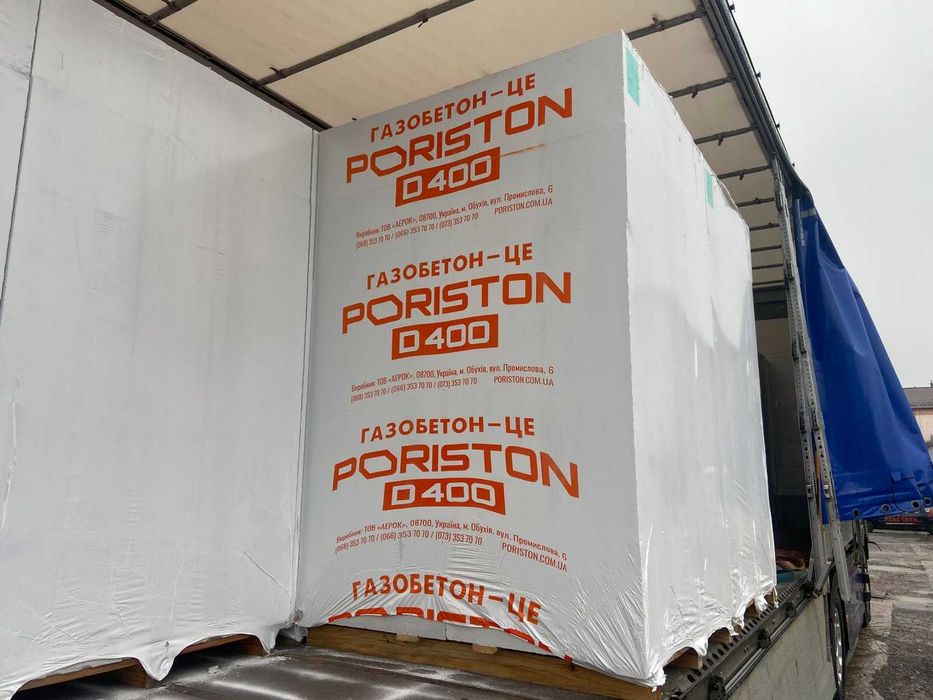 ГАЗОБЕТОН–ЦЕ
PORISTON
D400
Виробник: ТОВ «АЕРОК», 08700, Україна, м. Обухів, вул. Промислова, 6
(068) 353 70 70 / (066) 353 70 70 / (073) 353 70 70 PORISTON.COM.UA
ГАЗОБЕТОН–ЦЕ
PORISTON
D400
Виробник: ТОВ «АЕРОК», 08700, Україна, м. Обухів, вул. Промислова, 6
(068) 353 70 70 / (066) 353 70 70 / (073) 353 70 70 PORISTON.COM.UA
ГАЗОБЕТОН–ЦЕ
PORISTON
D400
Виробник: ТОВ «АЕРОК», 08700, Україна, м. Обухів, вул. Промислова, 6
(068) 353 70 70 / (066) 353 70 70 / (073) 353 70 70 PORISTON.COM.UA
ГАЗОБЕТОН–ЦЕ
PORISTON